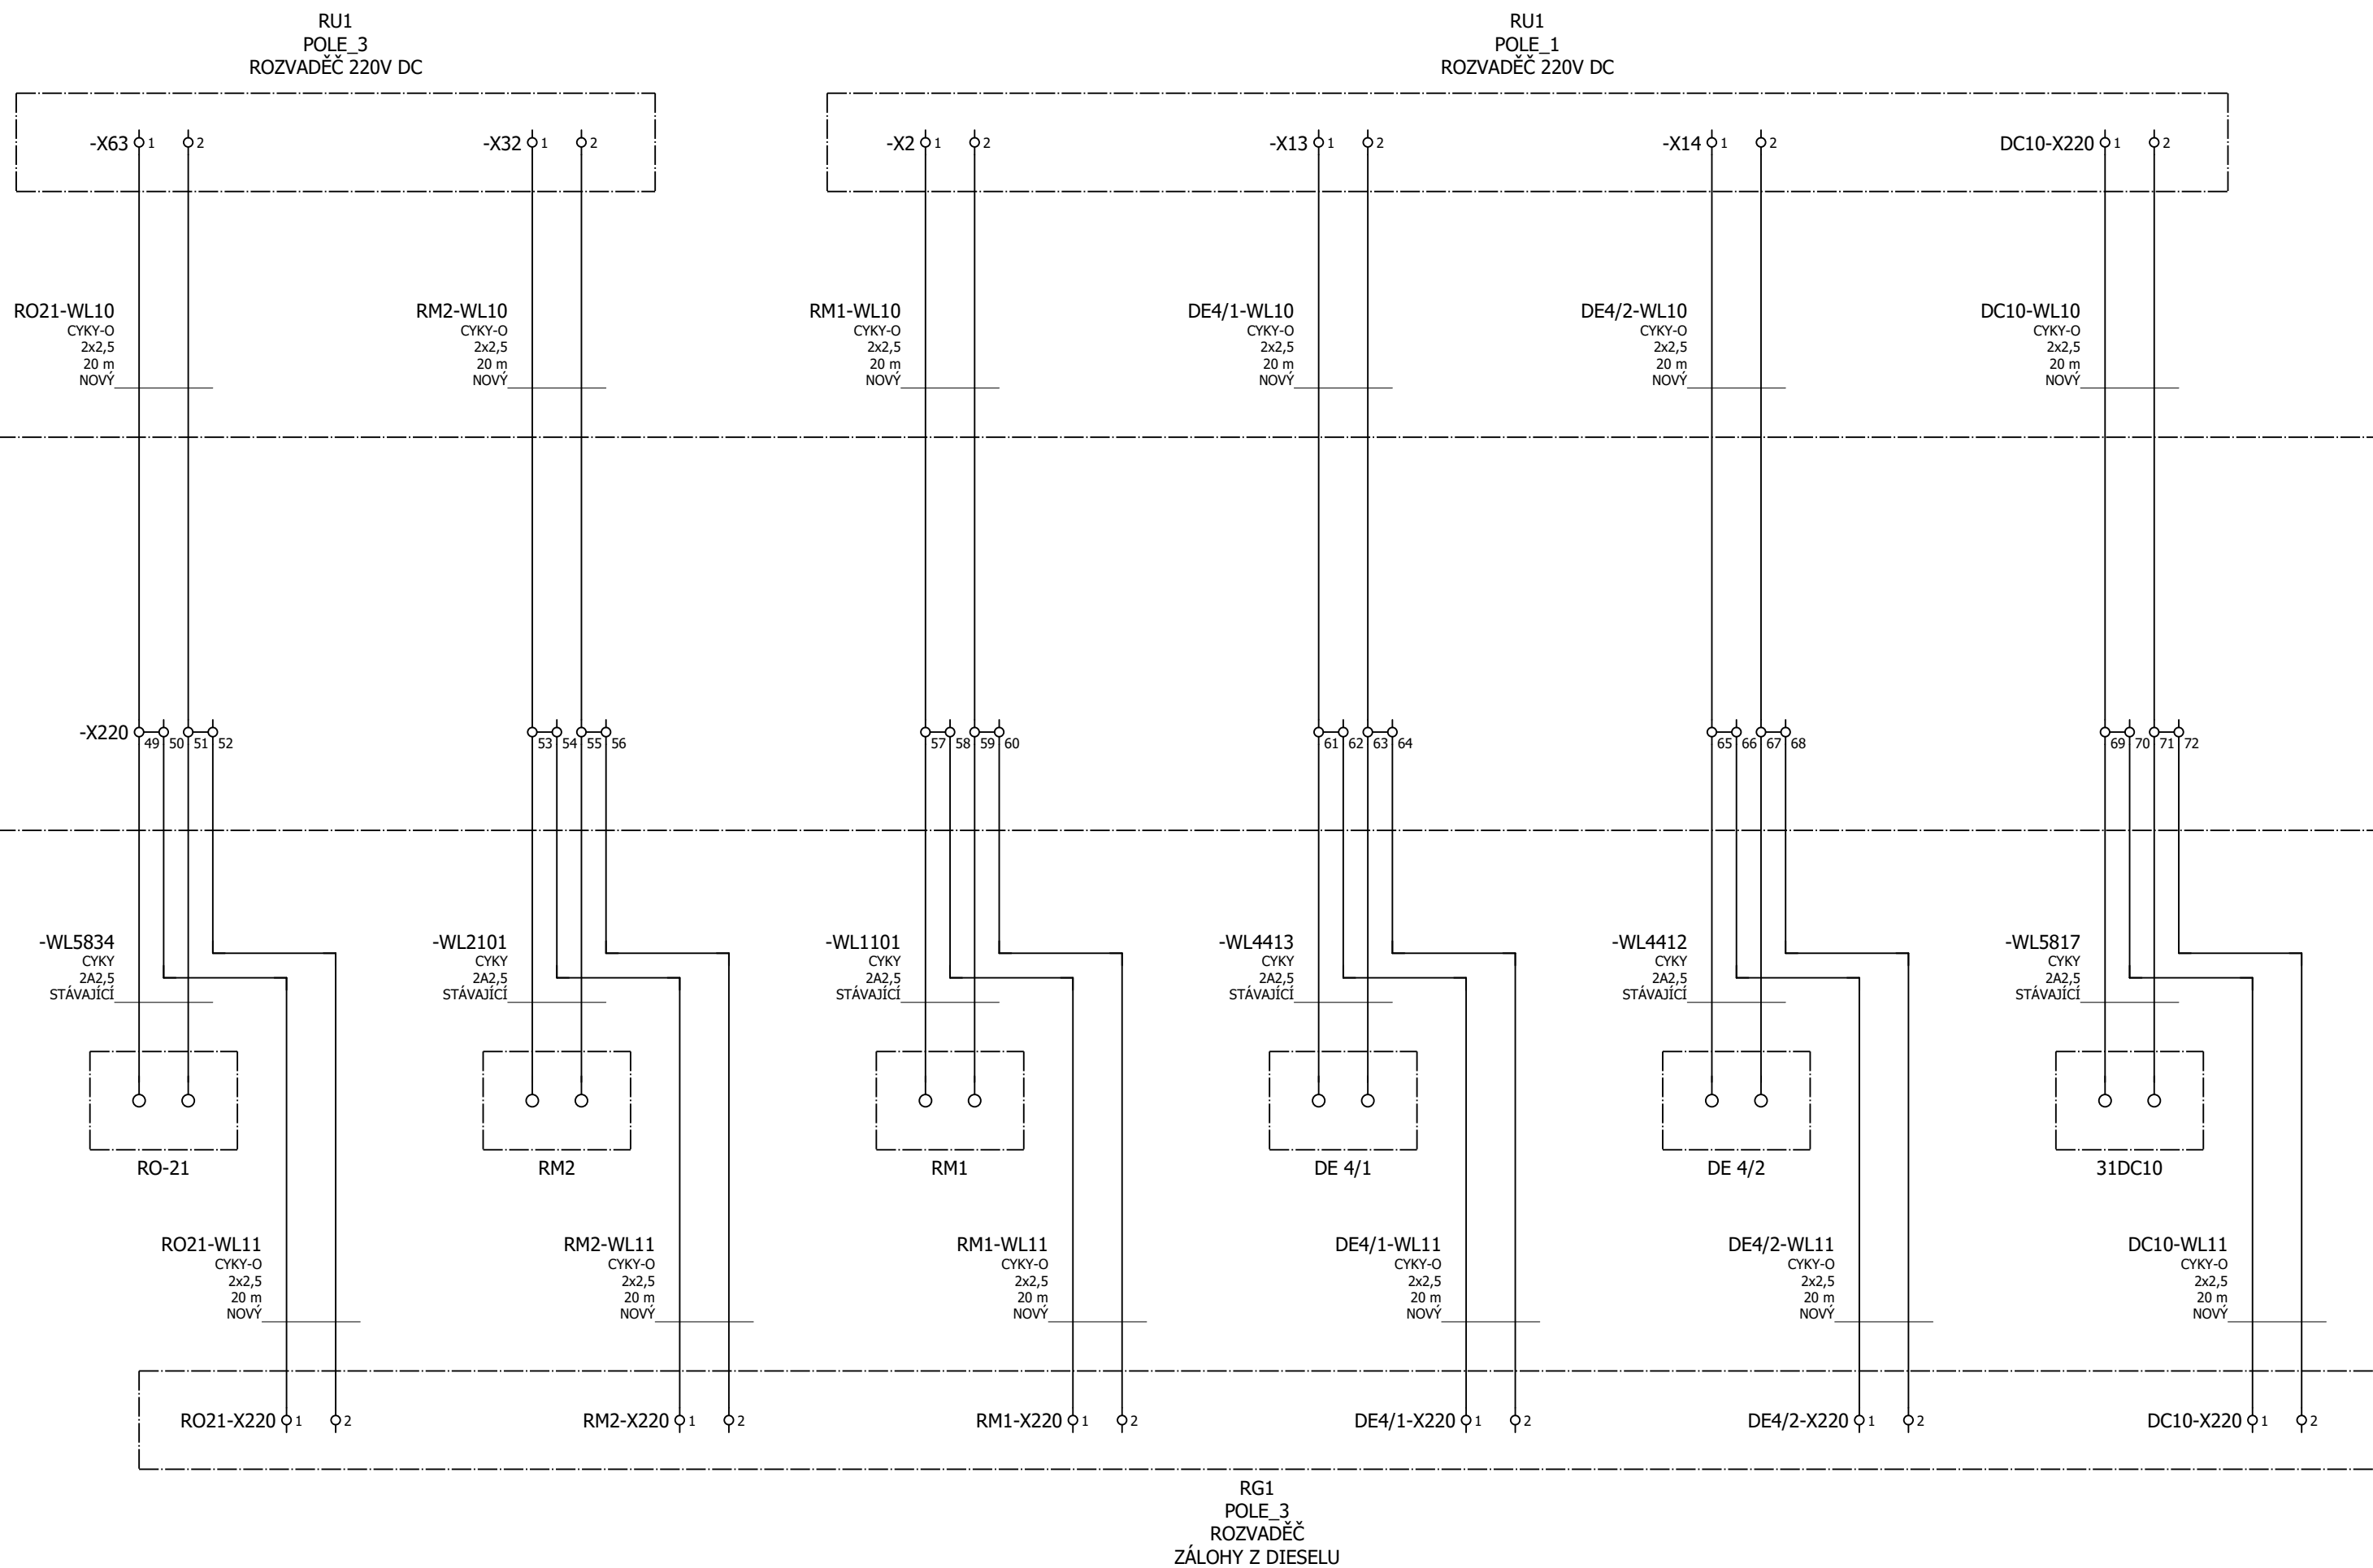 RU1
POLE_3
ROZVADĚČ 220V DC
RU1
POLE_1
ROZVADĚČ 220V DC
-X63 1 2
-X32 1 2
-X2 1 2
-X13 1 2
-X14 1 2
DC10-X220 1 2
RO21-WL10
CYKY-O
2x2,5
20 m
NOVÝ
RM2-WL10
CYKY-O
2x2,5
20 m
NOVÝ
RM1-WL10
CYKY-O
2x2,5
20 m
NOVÝ
DE4/1-WL10
CYKY-O
2x2,5
20 m
NOVÝ
DE4/2-WL10
CYKY-O
2x2,5
20 m
NOVÝ
DC10-WL10
CYKY-O
2x2,5
20 m
NOVÝ
-X220 49 50 51 52
53 54 55 56
57 58 59 60
61 62 63 64
65 66 67 68
69 70 71 72
-WL5834
CYKY
2A2,5
STÁVAJÍCÍ
-WL2101
CYKY
2A2,5
STÁVAJÍCÍ
-WL1101
CYKY
2A2,5
STÁVAJÍCÍ
-WL4413
CYKY
2A2,5
STÁVAJÍCÍ
-WL4412
CYKY
2A2,5
STÁVAJÍCÍ
-WL5817
CYKY
2A2,5
STÁVAJÍCÍ
RO-21
RM2
RM1
DE 4/1
DE 4/2
31DC10
RO21-WL11
CYKY-O
2x2,5
20 m
NOVÝ
RM2-WL11
CYKY-O
2x2,5
20 m
NOVÝ
RM1-WL11
CYKY-O
2x2,5
20 m
NOVÝ
DE4/1-WL11
CYKY-O
2x2,5
20 m
NOVÝ
DE4/2-WL11
CYKY-O
2x2,5
20 m
NOVÝ
DC10-WL11
CYKY-O
2x2,5
20 m
NOVÝ
RO21-X220 1 2
RM2-X220 1 2
RM1-X220 1 2
DE4/1-X220 1 2
DE4/2-X220 1 2
DC10-X220 1 2
RG1
POLE_3
ROZVADĚČ
ZÁLOHY Z DIESELU